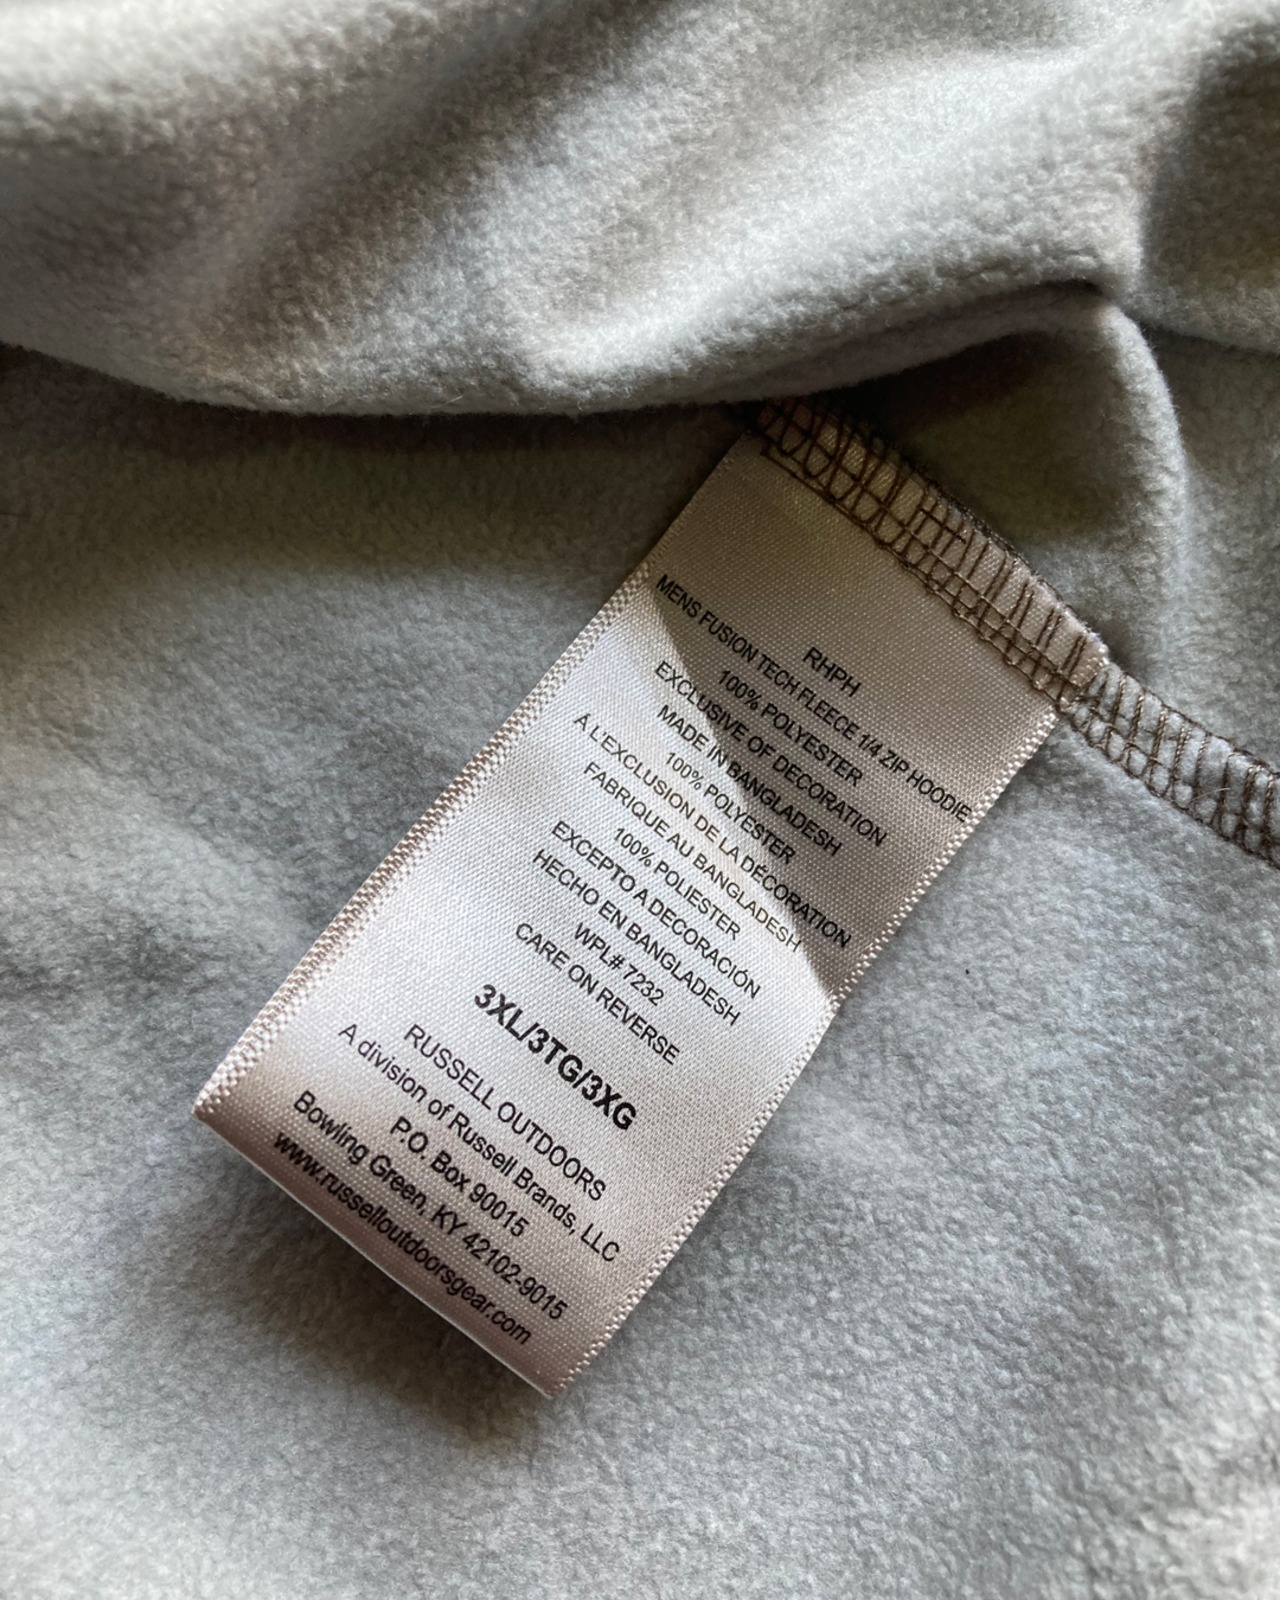 RHPH
MENS FUSION TECH FLEECE 1/4 ZIP HOODIE
100% POLYESTER
EXCLUSIVE OF DECORATION
MADE IN BANGLADESH
100% POLYESTER
À L'EXCLUSION DE LA DÉCORATION
FABRIQUE AU BANGLADESH
100% POLIESTER
EXCEPTO A DECORACIÓN
HECHO EN BANGLADESH
WPL# 7232
CARE ON REVERSE
3XL/3TG/3XG
RUSSELL OUTDOORS
A division of Russell Brands, LLC
P.O. Box 90015
Bowling Green, KY 42102-9015
www.russelloutdoorsgear.com